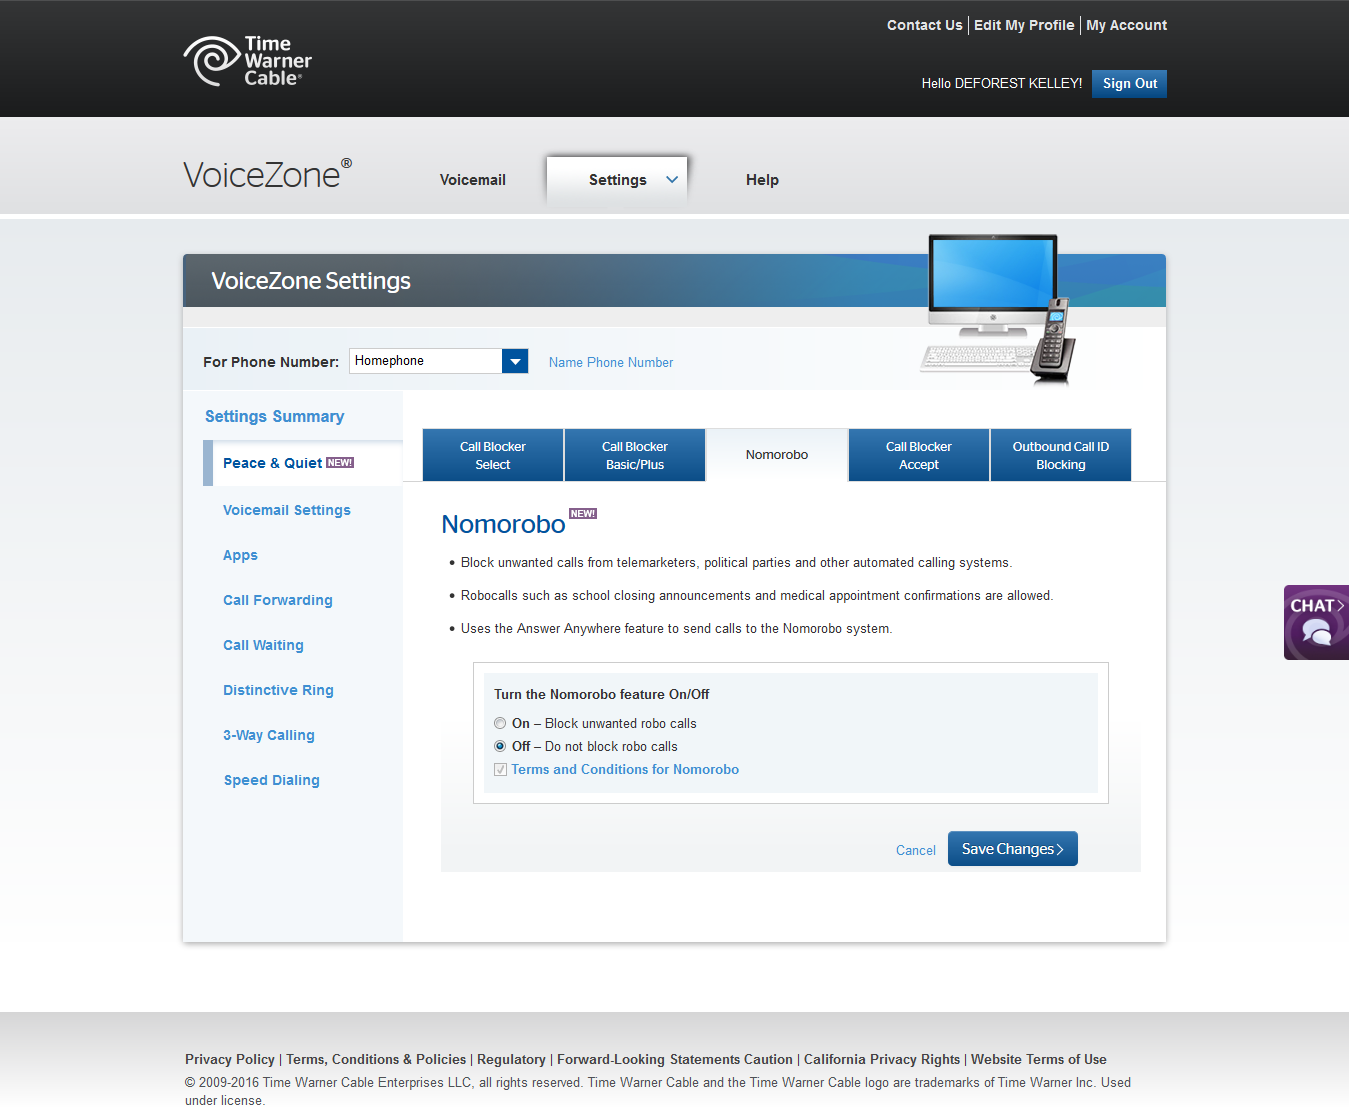 Contact Us | Edit My Profile | My Account
Time
Warner
Cable®
Hello DEFOREST KELLEY! Sign Out
VoiceZone®
Voicemail Settings Help
VoiceZone Settings
For Phone Number: Homephone Name Phone Number
Settings Summary
Peace & Quiet NEW!
Voicemail Settings
Apps
Call Forwarding
Call Waiting
Distinctive Ring
3-Way Calling
Speed Dialing
Call Blocker
Select
Call Blocker
Basic/Plus
Nomorobo
Call Blocker
Accept
Outbound Call ID
Blocking
Nomorobo NEW!
• Block unwanted calls from telemarketers, political parties and other automated calling systems.
• Robocalls such as school closing announcements and medical appointment confirmations are allowed.
• Uses the Answer Anywhere feature to send calls to the Nomorobo system.
Turn the Nomorobo feature On/Off
On – Block unwanted robo calls
Off – Do not block robo calls
Terms and Conditions for Nomorobo
Cancel Save Changes >
CHAT >
Privacy Policy | Terms, Conditions & Policies | Regulatory | Forward-Looking Statements Caution | California Privacy Rights | Website Terms of Use
© 2009-2016 Time Warner Cable Enterprises LLC, all rights reserved. Time Warner Cable and the Time Warner Cable logo are trademarks of Time Warner Inc. Used
under license.